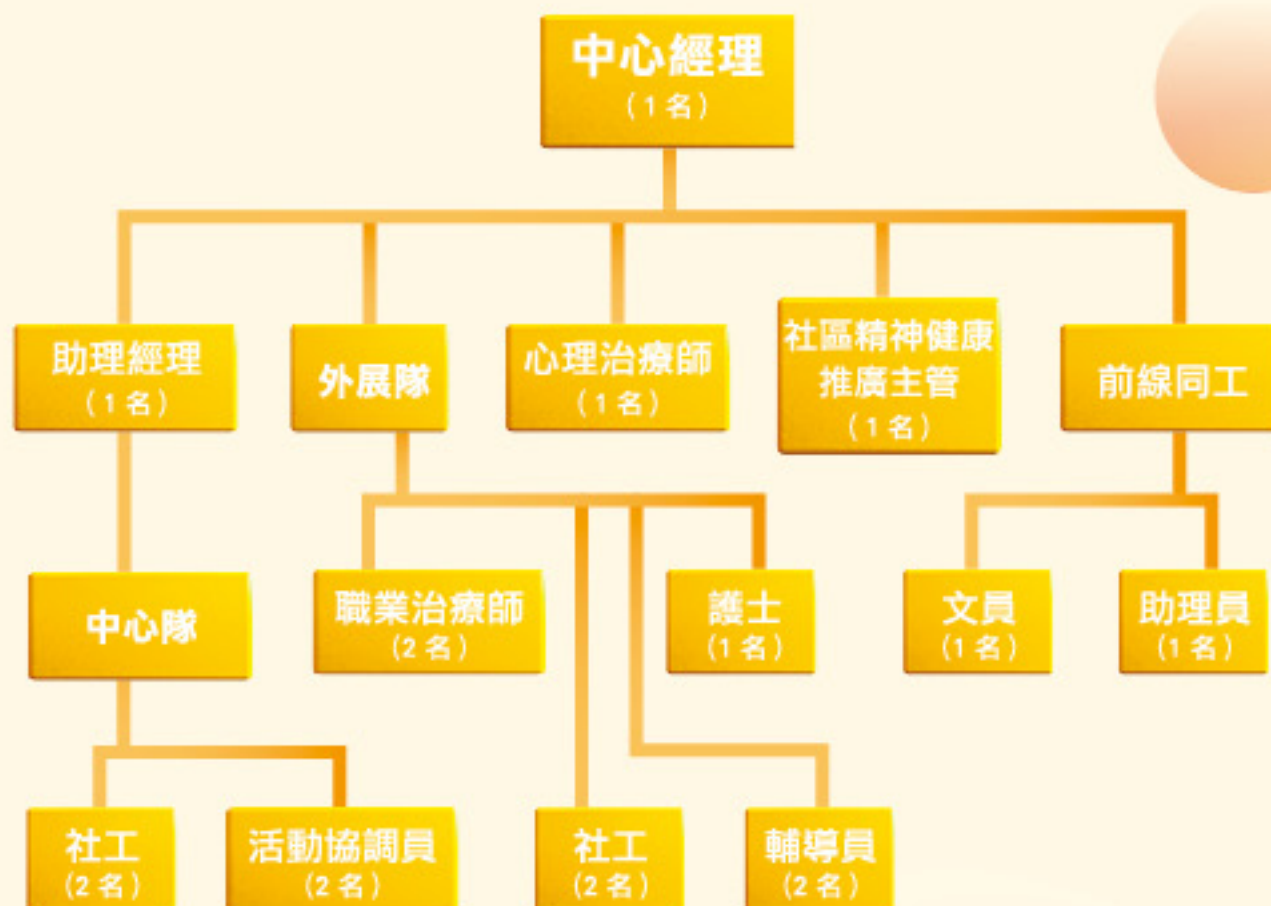 中心經理
(1名)
助理經理
(1名)
外展隊
心理治療師
(1名)
社區精神健康
推廣主管
(1名)
前線同工
中心隊
職業治療師
(2名)
護士
(1名)
文員
(1名)
助理員
(1名)
社工
(2名)
活動協調員
(2名)
社工
(2名)
輔導員
(2名)